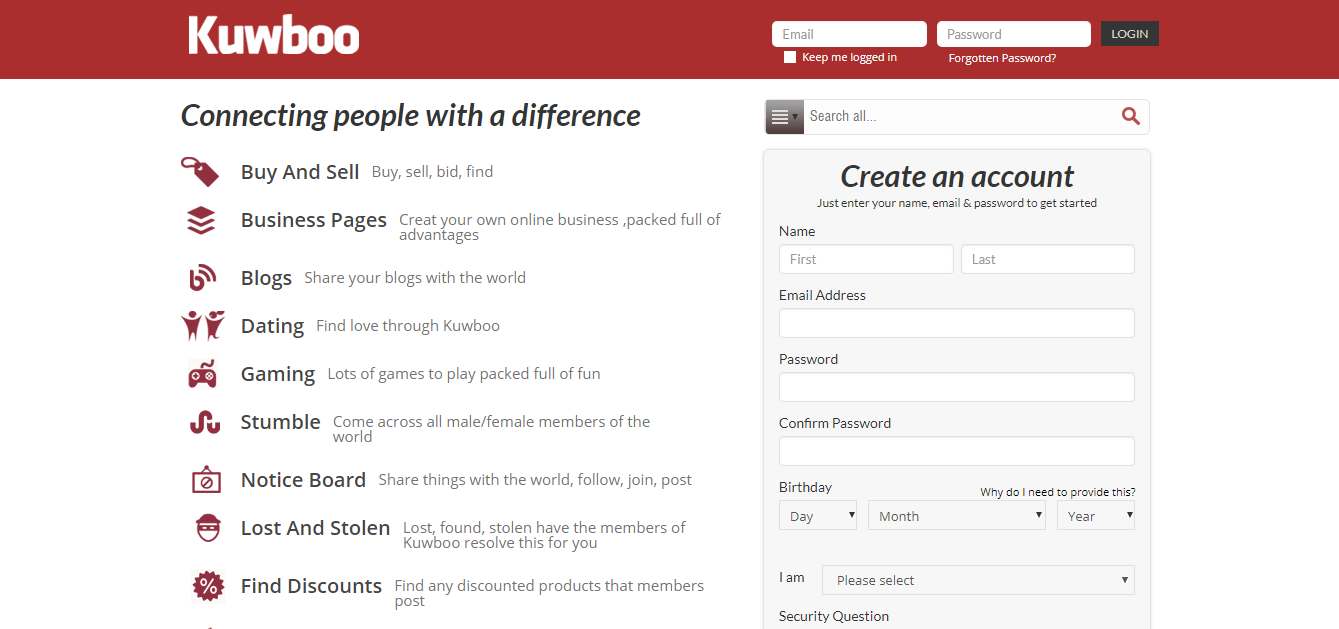 Kuwboo
Email
Password
LOGIN
Keep me logged in
Forgotten Password?
Connecting people with a difference
Buy And Sell Buy, sell, bid, find
Business Pages Creat your own online business ,packed full of
advantages
Blogs Share your blogs with the world
Dating Find love through Kuwboo
Gaming Lots of games to play packed full of fun
Stumble Come across all male/female members of the
world
Notice Board Share things with the world, follow, join, post
Lost And Stolen Lost, found, stolen have the members of
Kuwboo resolve this for you
Find Discounts Find any discounted products that members
post
Search all...
Create an account
Just enter your name, email & password to get started
Name
First
Last
Email Address
Password
Confirm Password
Birthday
Why do I need to provide this?
Day
Month
Year
I am
Please select
Security Question